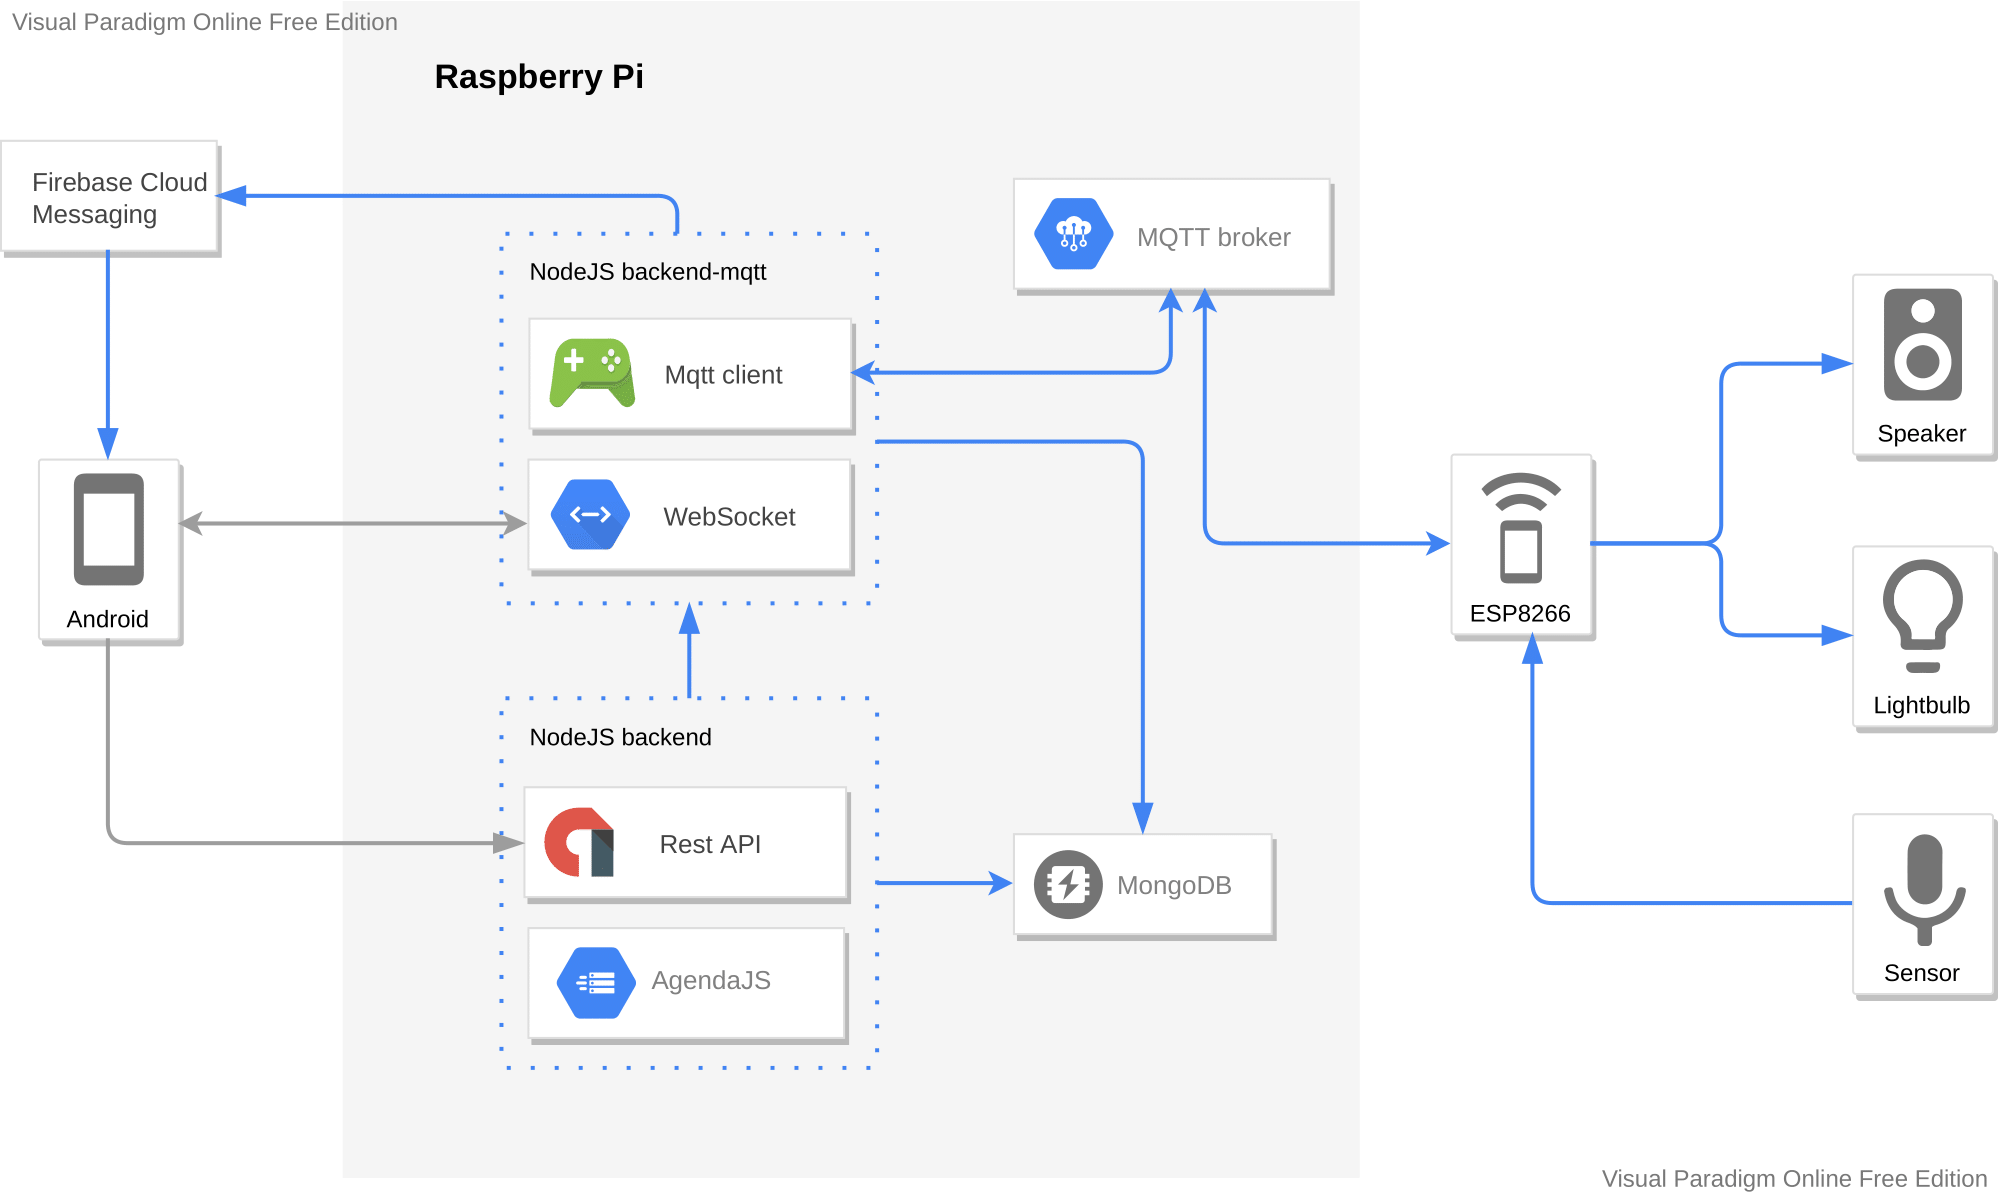 Visual Paradigm Online Free Edition
Raspberry Pi
Firebase Cloud
Messaging
NodeJS backend-mqtt
MQTT broker
Mqtt client
WebSocket
Android
Speaker
ESP8266
Lightbulb
NodeJS backend
Rest API
MongoDB
AgendaJS
Sensor
Visual Paradigm Online Free Edition